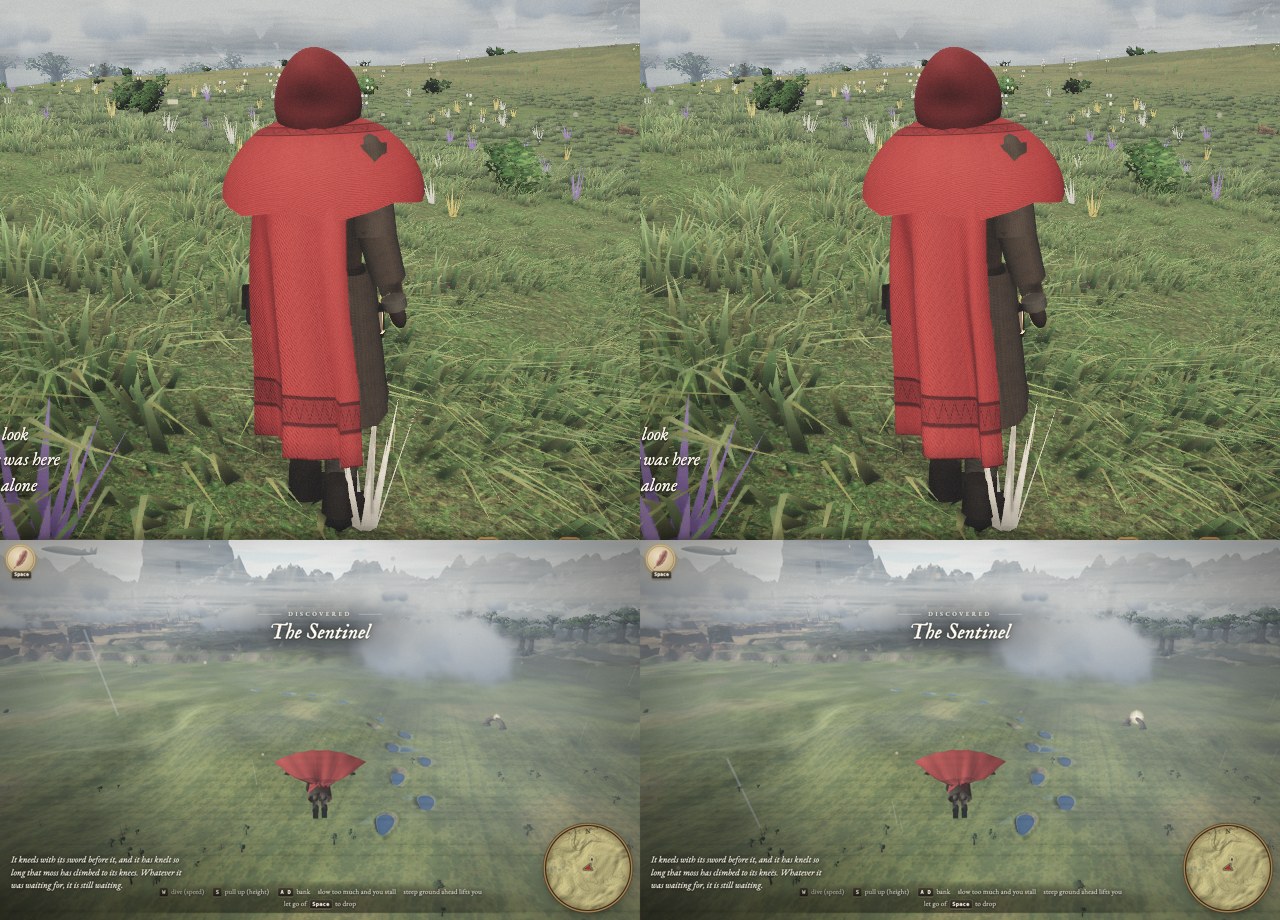 look
was here
alone
look
was here
alone
Space
DISCOVERED
The Sentinel
It kneels with its sword before it, and it has knelt so
long that moss has climbed to its knees. Whatever it
was waiting for, it is still waiting.
W dive (speed) S pull up (height) A D bank slow too much and you stall steep ground ahead lifts you
let go of Space to drop
Space
DISCOVERED
The Sentinel
It kneels with its sword before it, and it has knelt so
long that moss has climbed to its knees. Whatever it
was waiting for, it is still waiting.
W dive (speed) S pull up (height) A D bank slow too much and you stall steep ground ahead lifts you
let go of Space to drop